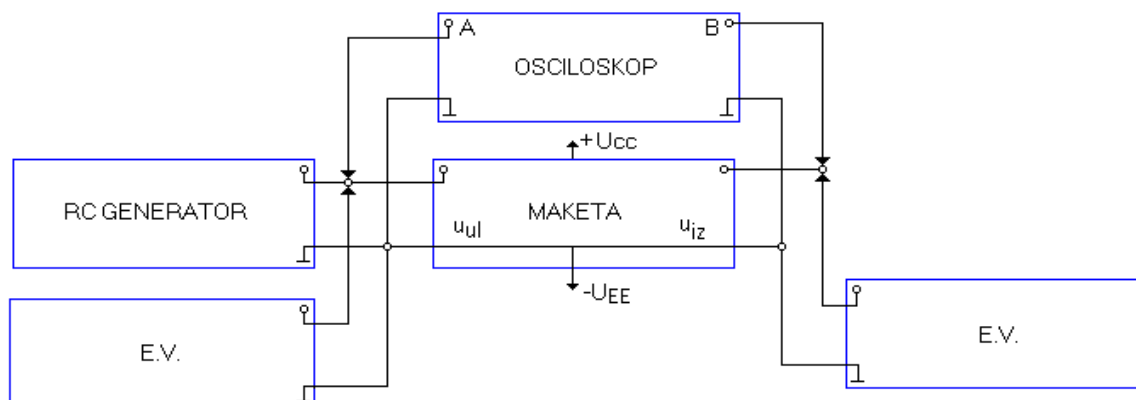 A
B
OSCILOSKOP
+Ucc
RC GENERATOR
MAKETA
uul
uiz
-UEE
E.V.
E.V.